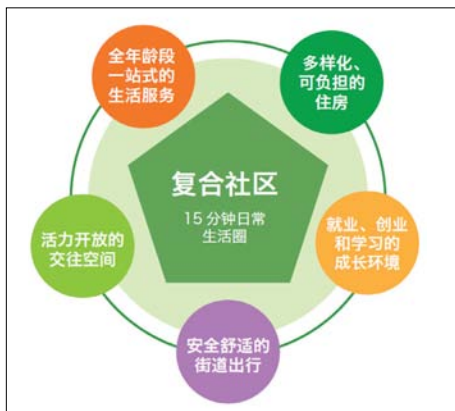 全年龄段
一站式的
生活服务
多样化、
可负担的
住房
复合社区
15 分钟日常
生活圈
活力开放的
交往空间
就业、创业
和学习的
成长环境
安全舒适的
街道出行